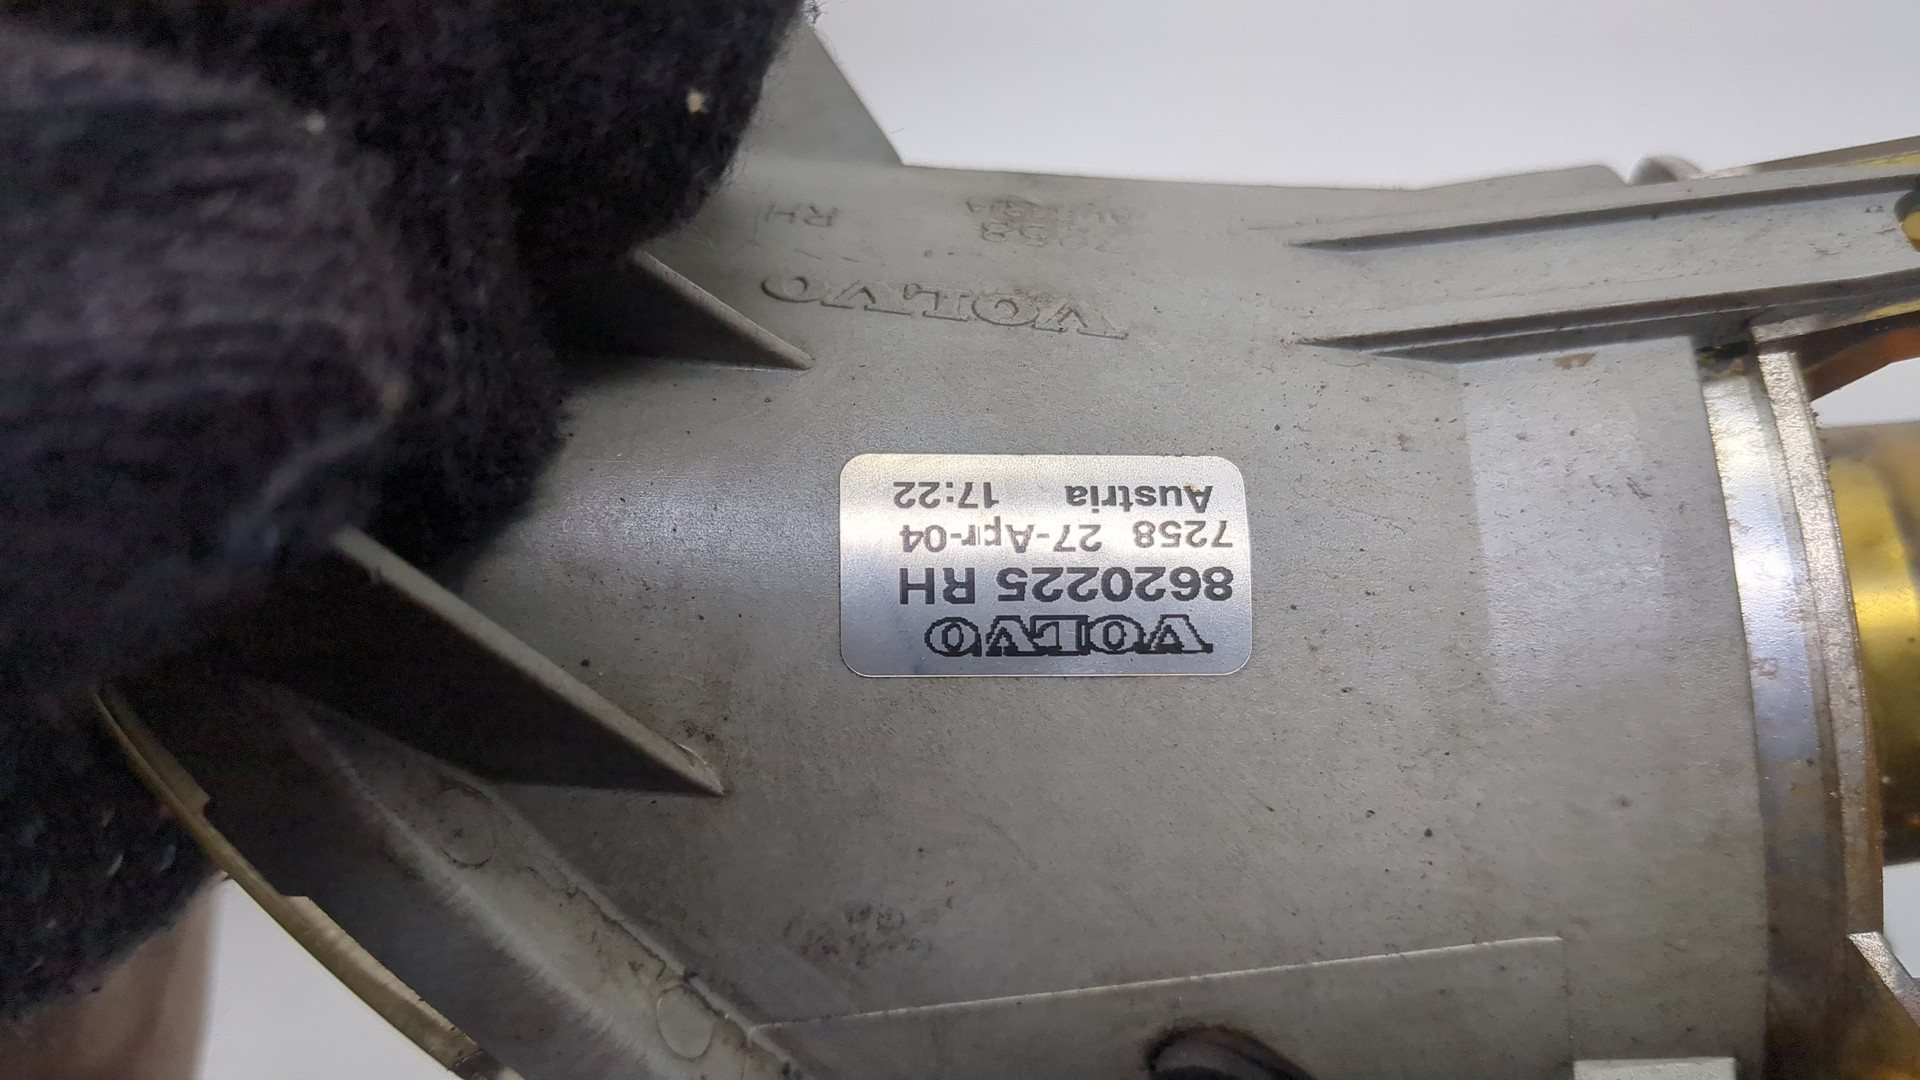 VOLVO
8620225 RH
7258 27-Apr-04
Austria 17:22
VOLVO
7258
RH